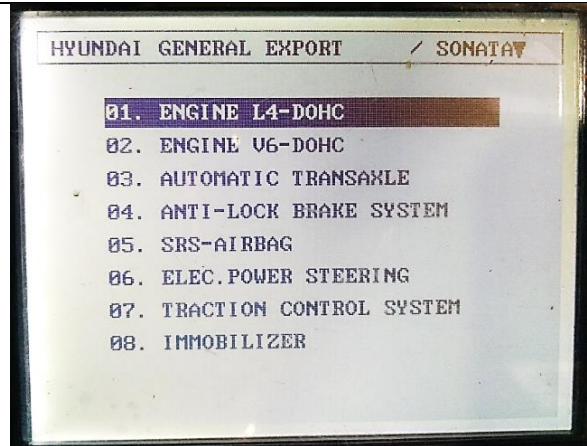 HYUNDAI GENERAL EXPORT / SONATA▼
01. ENGINE L4-DOHC
02. ENGINE V6-DOHC
03. AUTOMATIC TRANSAXLE
04. ANTI-LOCK BRAKE SYSTEM
05. SRS-AIRBAG
06. ELEC.POWER STEERING
07. TRACTION CONTROL SYSTEM
08. IMMOBILIZER